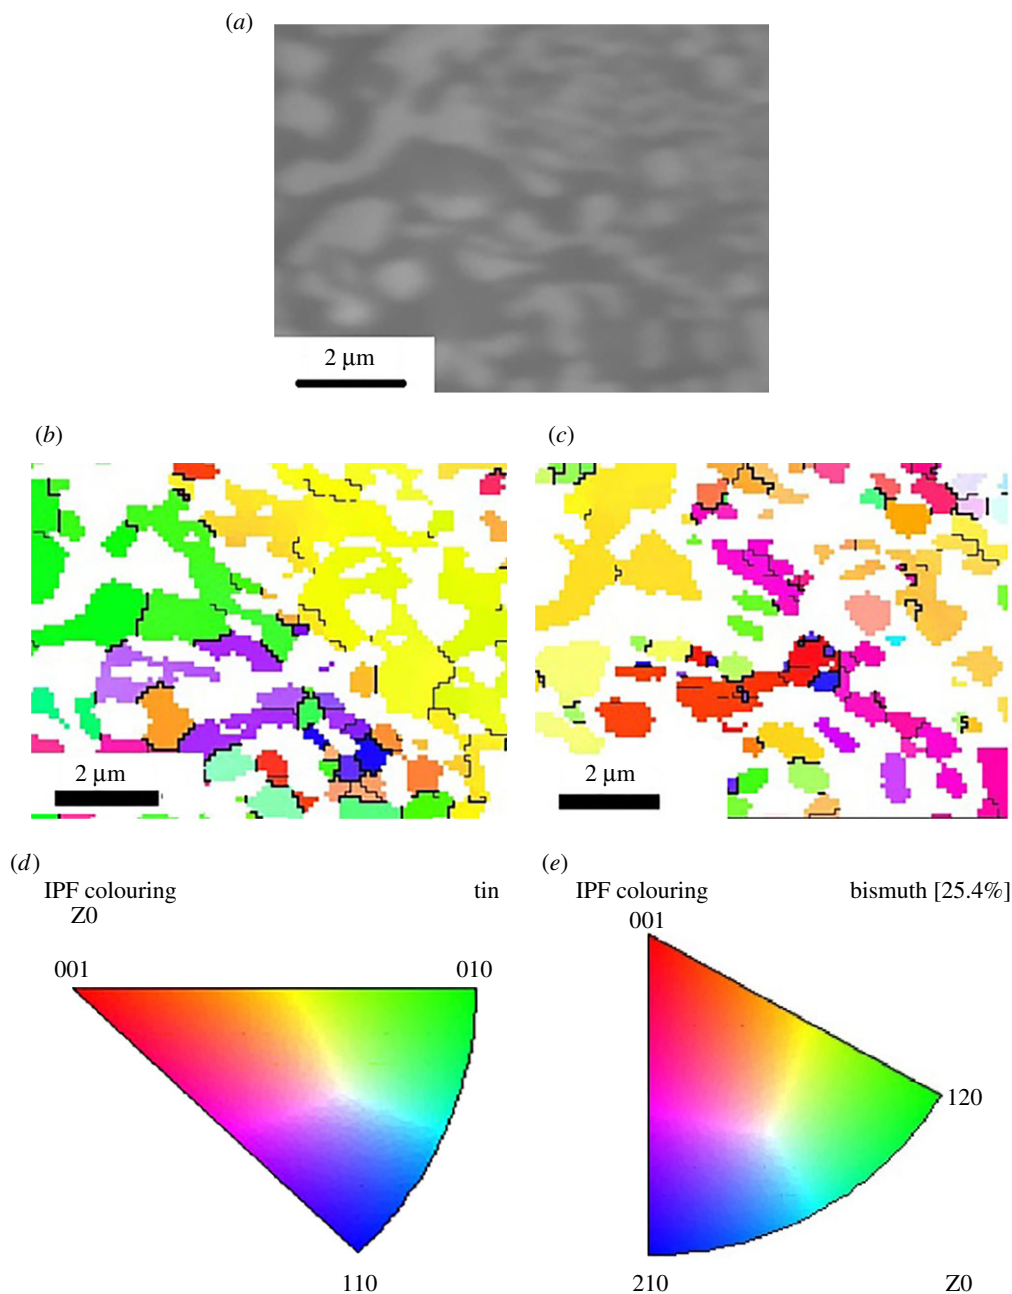 (a)
2 μm
(b)
(c)
2 μm
2 μm
(d)
(e)
IPF colouring
tin
Z0
001
010
110
IPF colouring
bismuth [25.4%]
001
120
210
Z0